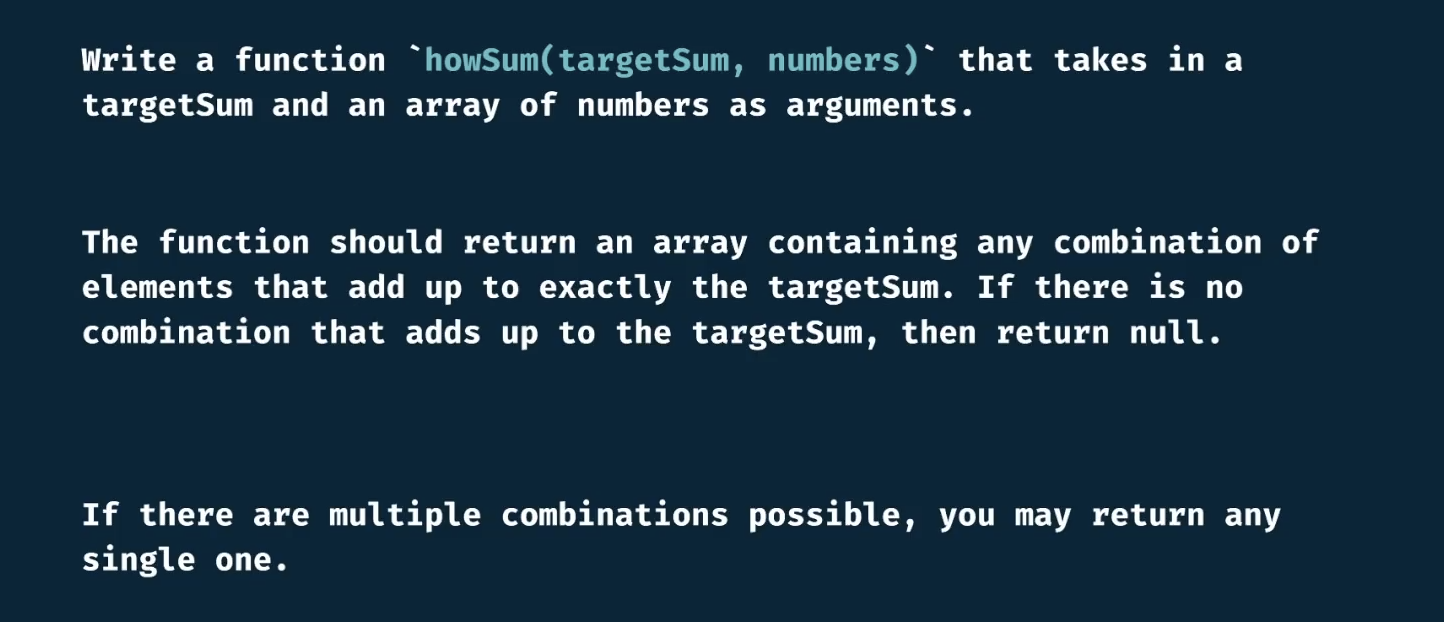 Write a function `howSum(targetSum, numbers)` that takes in a
targetSum and an array of numbers as arguments.
The function should return an array containing any combination of
elements that add up to exactly the targetSum. If there is no
combination that adds up to the targetSum, then return null.
If there are multiple combinations possible, you may return any
single one.